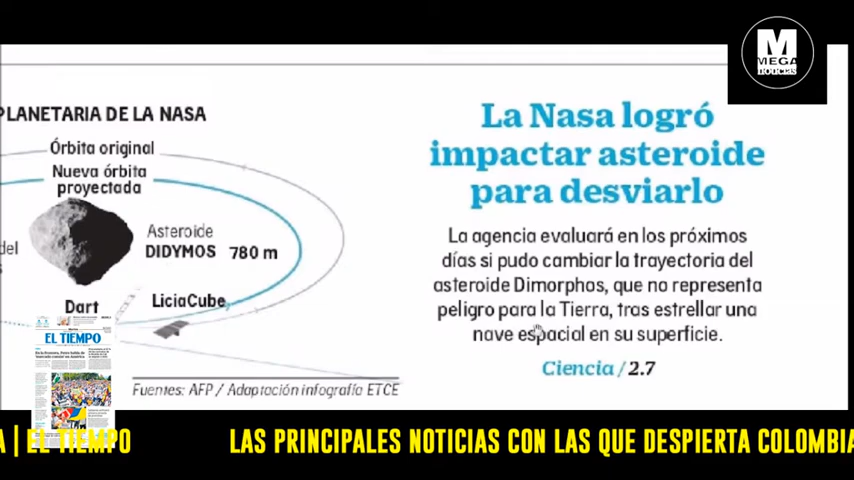 M
MEGA
noticias
PLANETARIA DE LA NASA
Órbita original
Nueva órbita
proyectada
Asteroide
DIDYMOS 780 m
del
Dart
LiciaCube
EL TIEMPO
Fuentes: AFP / Adaptación infografía ETCE
La Nasa logró
impactar asteroide
para desviarlo
La agencia evaluará en los próximos
días si pudo cambiar la trayectoria del
asteroide Dimorphos, que no representa
peligro para la Tierra, tras estrellar una
nave espacial en su superficie.
Ciencia / 2.7
A | EL TIEMPO LAS PRINCIPALES NOTICIAS CON LAS QUE DESPIERTA COLOMBIA